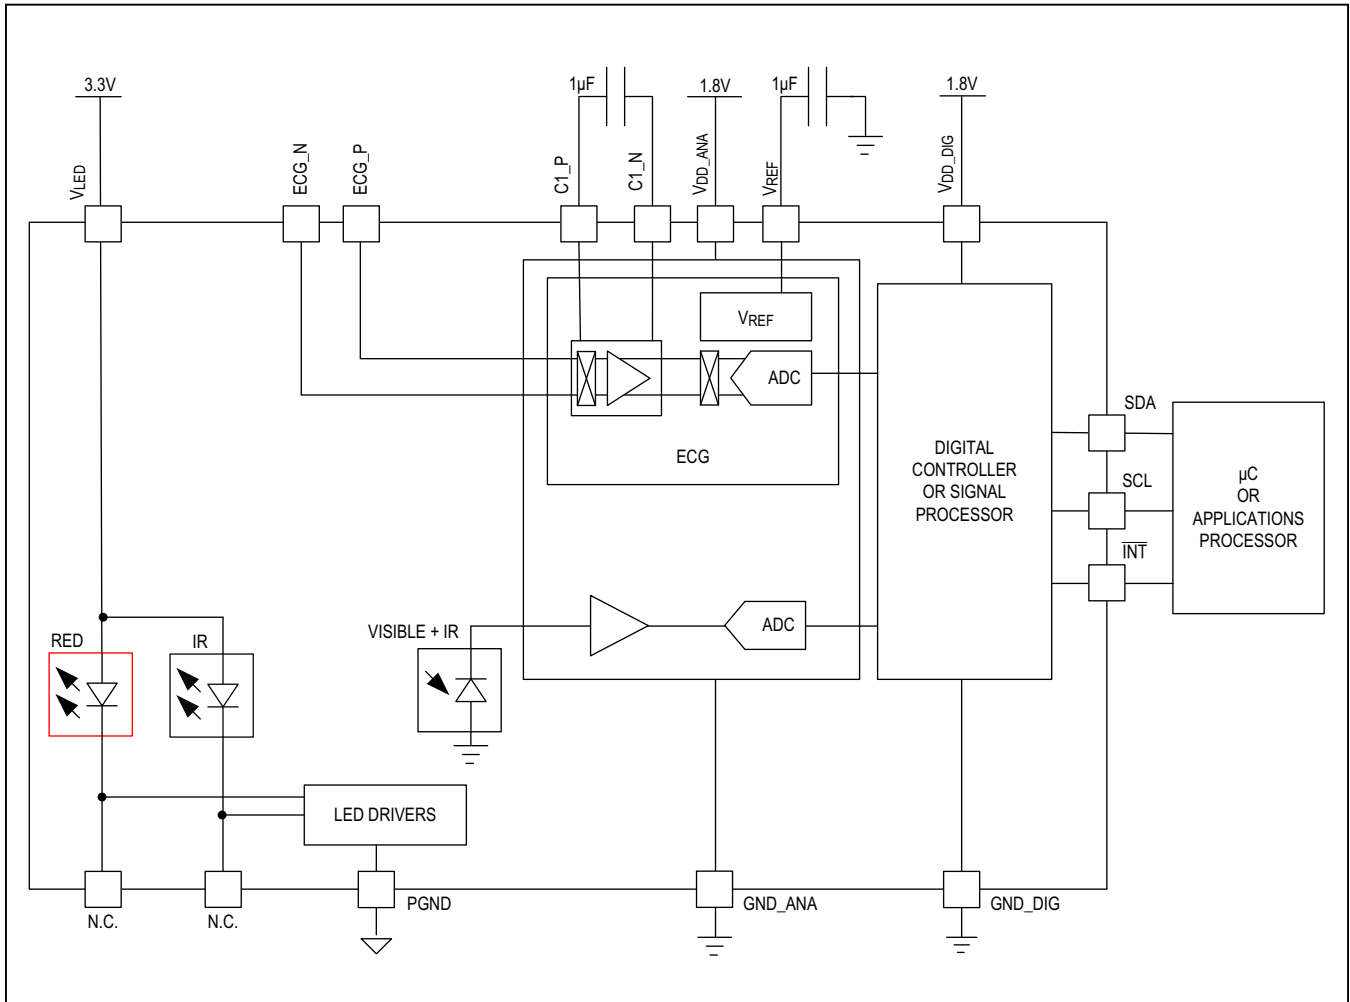 3.3V
1µF
1.8V
1µF
1.8V
VLED
ECG_N
ECG_P
C1_P
C1_N
VDD_ANA
VREF
VDD_DIG
VREF
ADC
ECG
DIGITAL
CONTROLLER
OR SIGNAL
PROCESSOR
SDA
SCL
INT
µC
OR
APPLICATIONS
PROCESSOR
RED
IR
VISIBLE + IR
ADC
LED DRIVERS
N.C.
N.C.
PGND
GND_ANA
GND_DIG